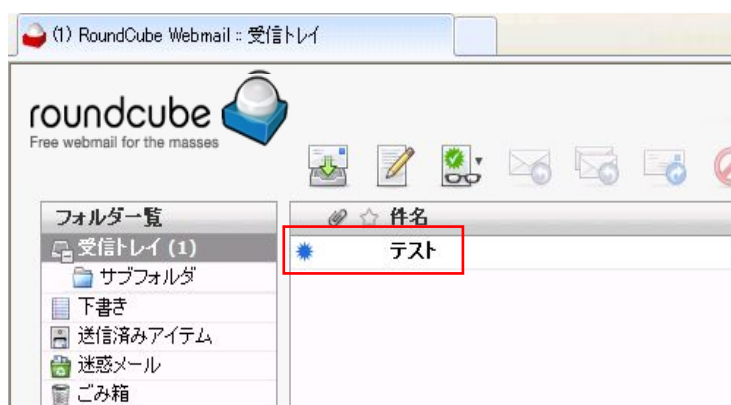 (1) RoundCube Webmail :: 受信トレイ
roundcube
Free webmail for the masses
フォルダ一覧
件名
受信トレイ (1)
テスト
サブフォルダ
下書き
送信済みアイテム
迷惑メール
ごみ箱